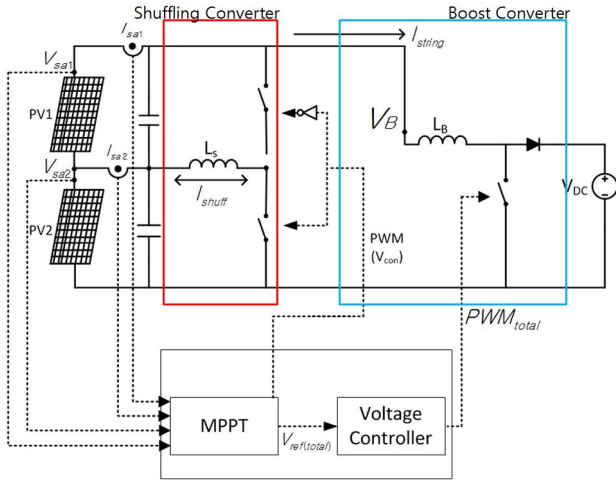 Shuffling Converter
Boost Converter
Isa1
Istring
Vsa1
PV1
Isa2
Vsa2
Ls
Ishuff
VB
LB
VDC
PV2
PWM
(Vcon)
PWMtotal
MPPT
Vref(total)
Voltage
Controller